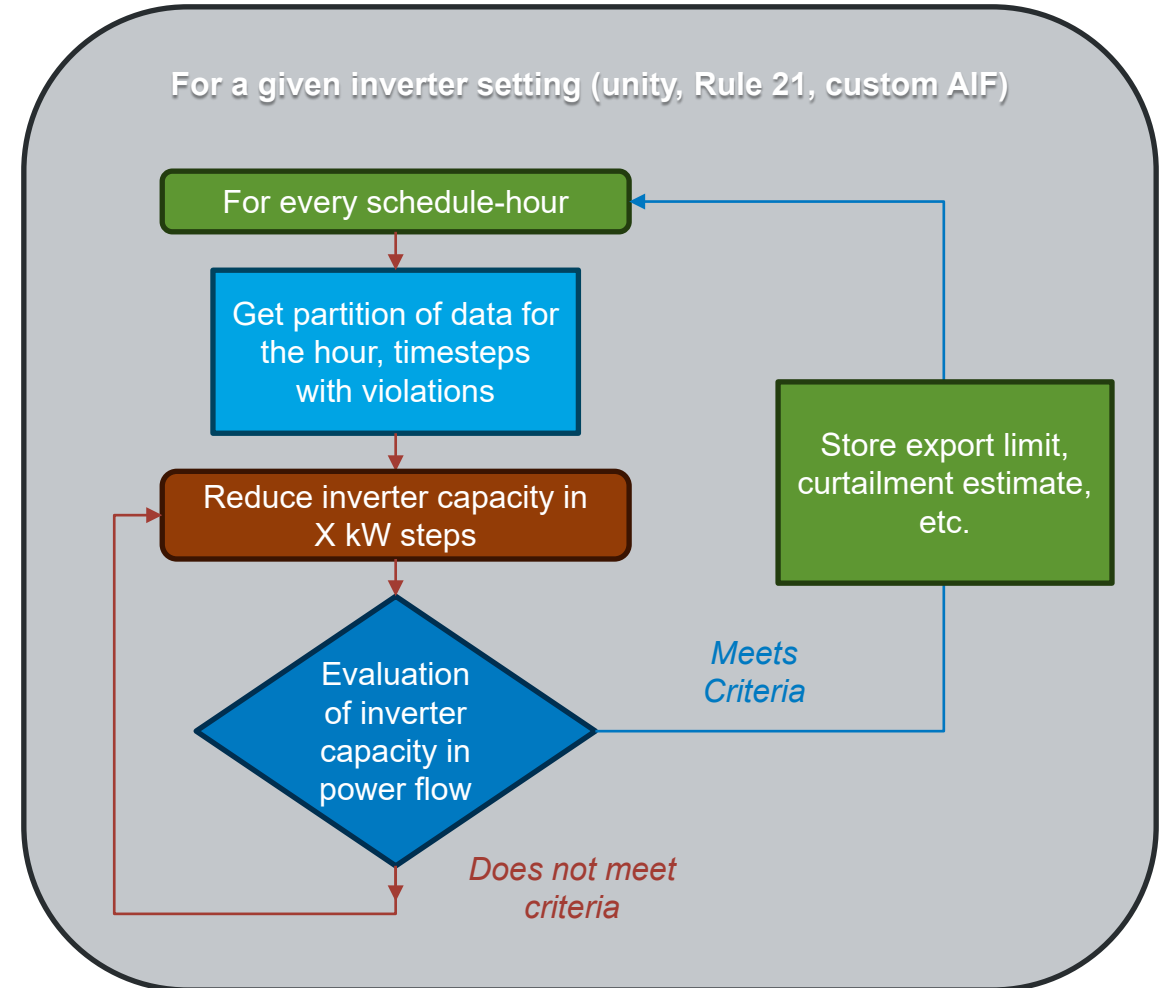 For a given inverter setting (unity, Rule 21, custom AIF)
For every schedule-hour
Get partition of data for
the hour, timesteps
with violations
Reduce inverter capacity in
X kW steps
Evaluation
of inverter
capacity in
power flow
Meets
Criteria
Store export limit,
curtailment estimate,
etc.
Does not meet
criteria